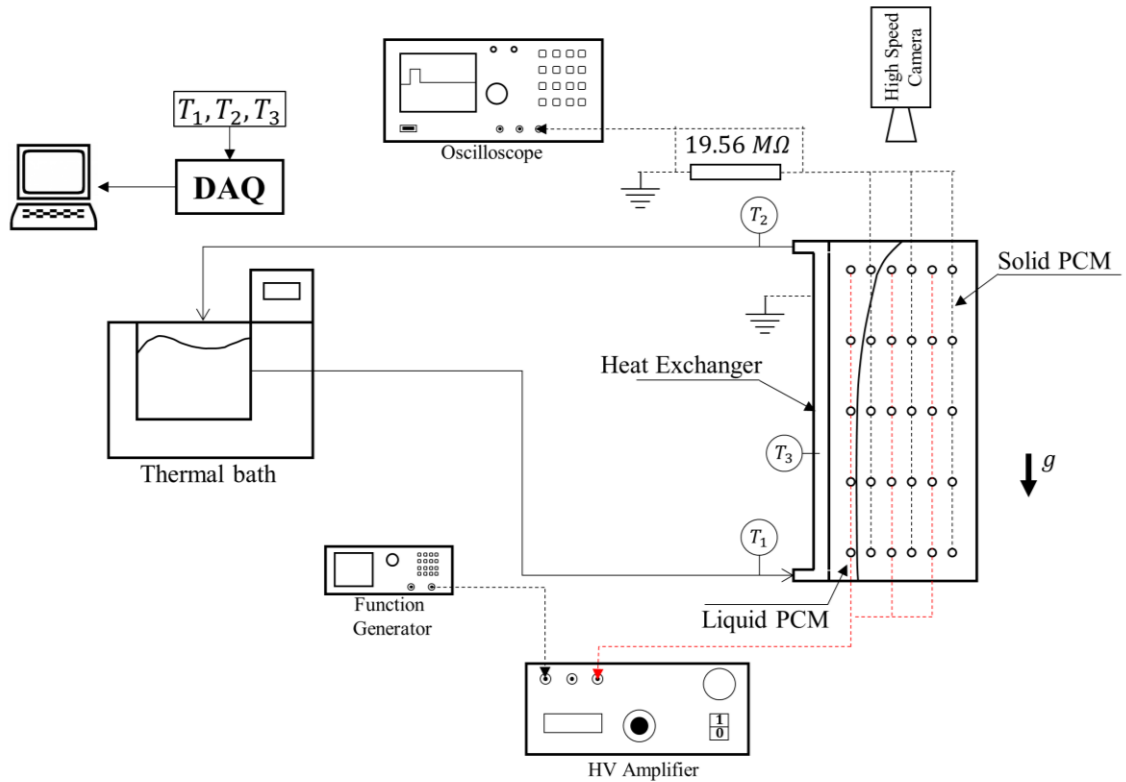 High Speed
Camera
T₁, T₂, T₃
DAQ
Oscilloscope
19.56 MΩ
T₂
Solid PCM
Heat Exchanger
T₃
g
Thermal bath
T₁
Liquid PCM
Function
Generator
1
0
HV Amplifier